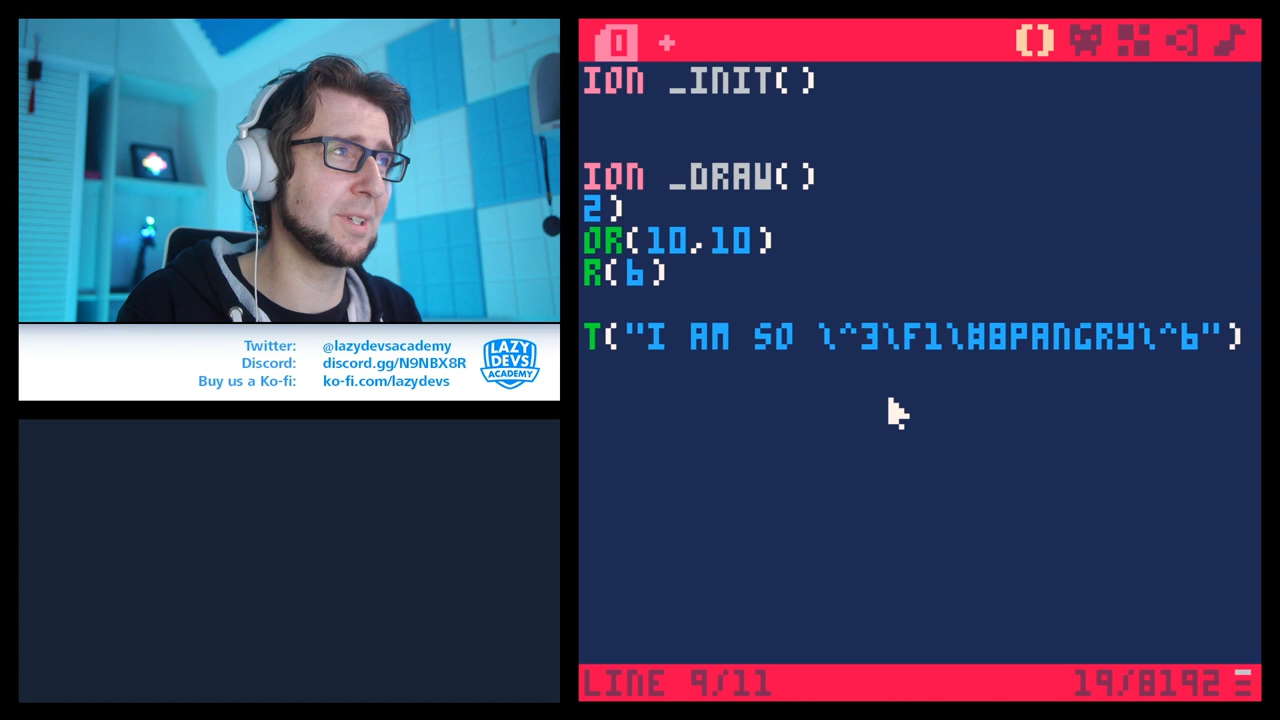 Twitter: @lazydevsacademy
Discord: discord.gg/N9NBX8R
Buy us a Ko-fi: ko-fi.com/lazydevs
LAZY
DEVS
ACADEMY
0 +
ION _INIT()
ION _DRAW()
2)
OR(10,10)
R(6)
T("I AM SO \^3\F1\#8PANGRY\^6")
LINE 9/11 19/8192